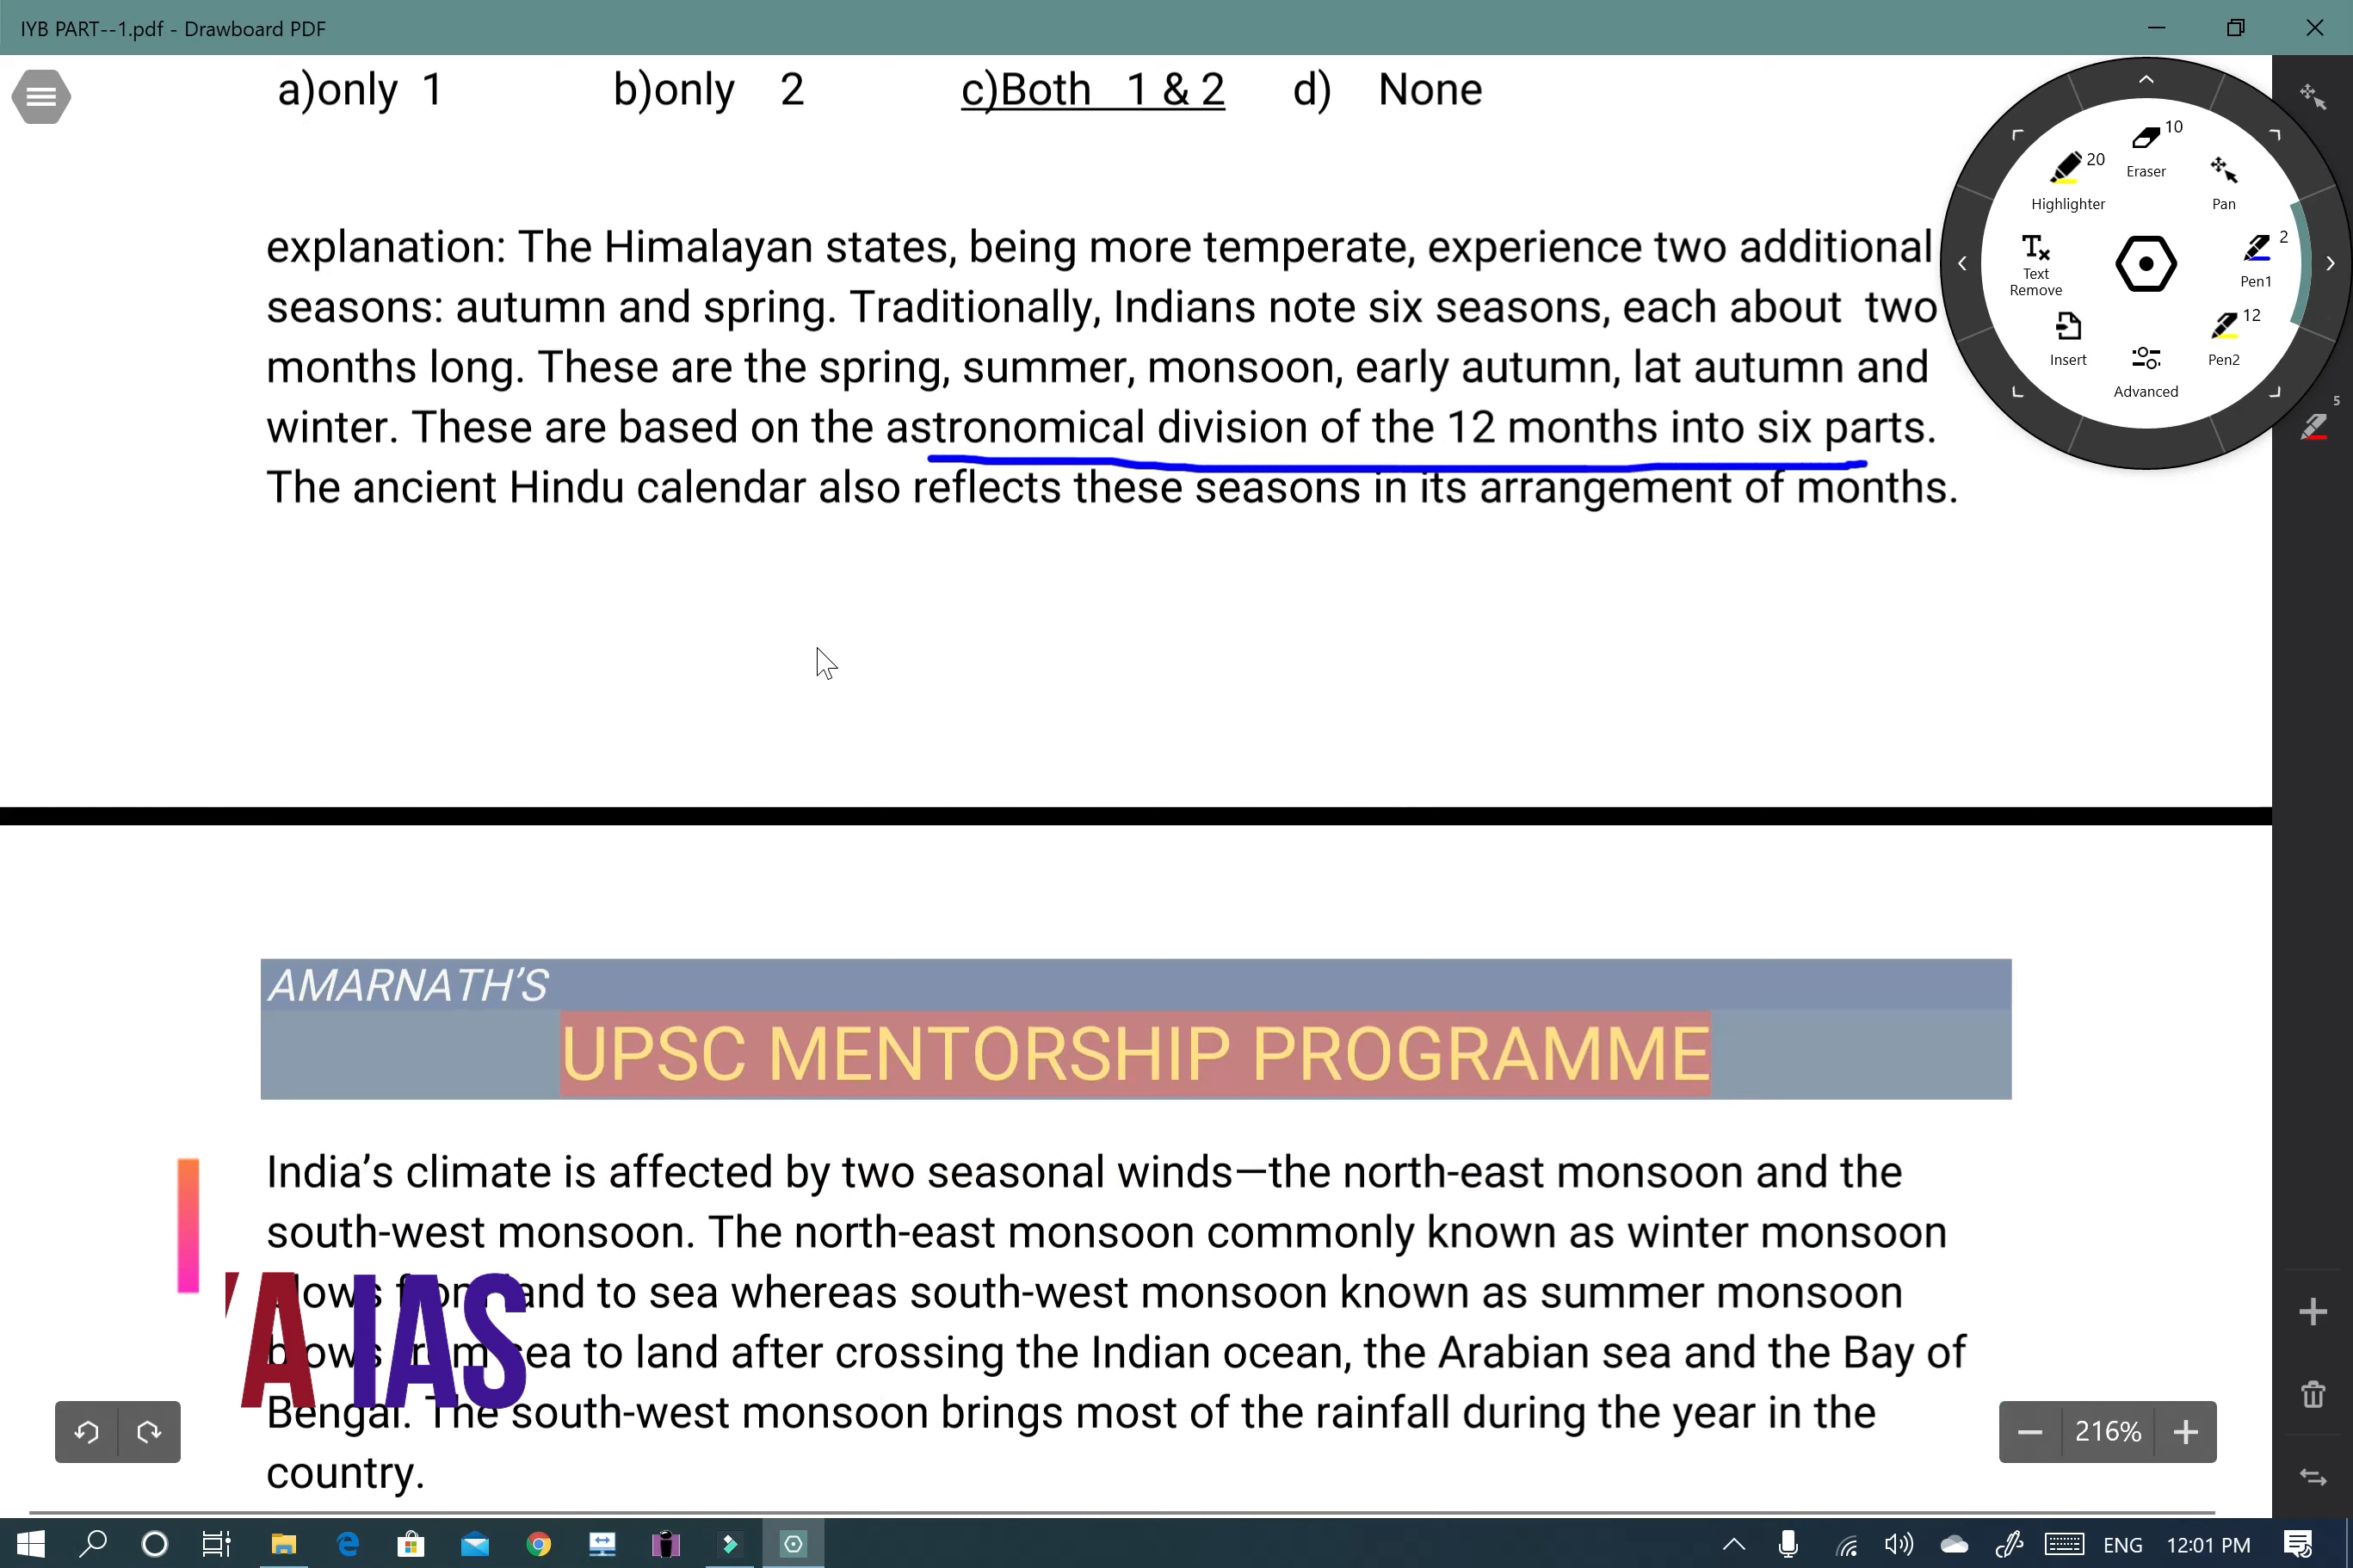 IYB PART--1.pdf - Drawboard PDF
a)only 1 b)only 2 c)Both 1 & 2 d) None
10
Eraser
20
Highlighter
Pan
Text
Remove
2
Pen1
Insert
12
Pen2
Advanced
5
explanation: The Himalayan states, being more temperate, experience two additional
seasons: autumn and spring. Traditionally, Indians note six seasons, each about two
months long. These are the spring, summer, monsoon, early autumn, lat autumn and
winter. These are based on the astronomical division of the 12 months into six parts.
The ancient Hindu calendar also reflects these seasons in its arrangement of months.
AMARNATH'S
UPSC MENTORSHIP PROGRAMME
India's climate is affected by two seasonal winds—the north-east monsoon and the
south-west monsoon. The north-east monsoon commonly known as winter monsoon
land to sea whereas south-west monsoon known as summer monsoon
sea to land after crossing the Indian ocean, the Arabian sea and the Bay of
Bengal. The south-west monsoon brings most of the rainfall during the year in the
country.
IAS
216%
ENG 12:01 PM